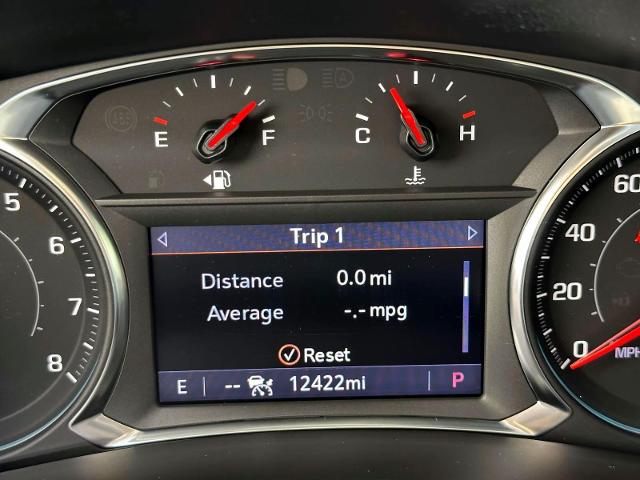 E F C H
Trip 1
Distance 0.0 mi
Average -.- mpg
Reset
E -- 12422mi P
5
6
7
8
60
40
20
0
MPH